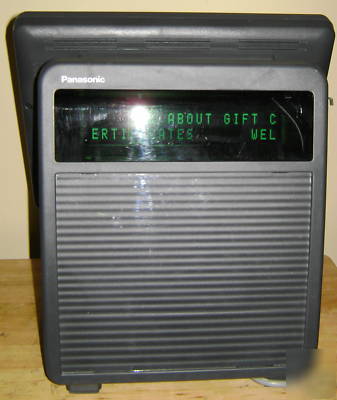 Panasonic
ABOUT GIFT C
ERTIFICATES WEL